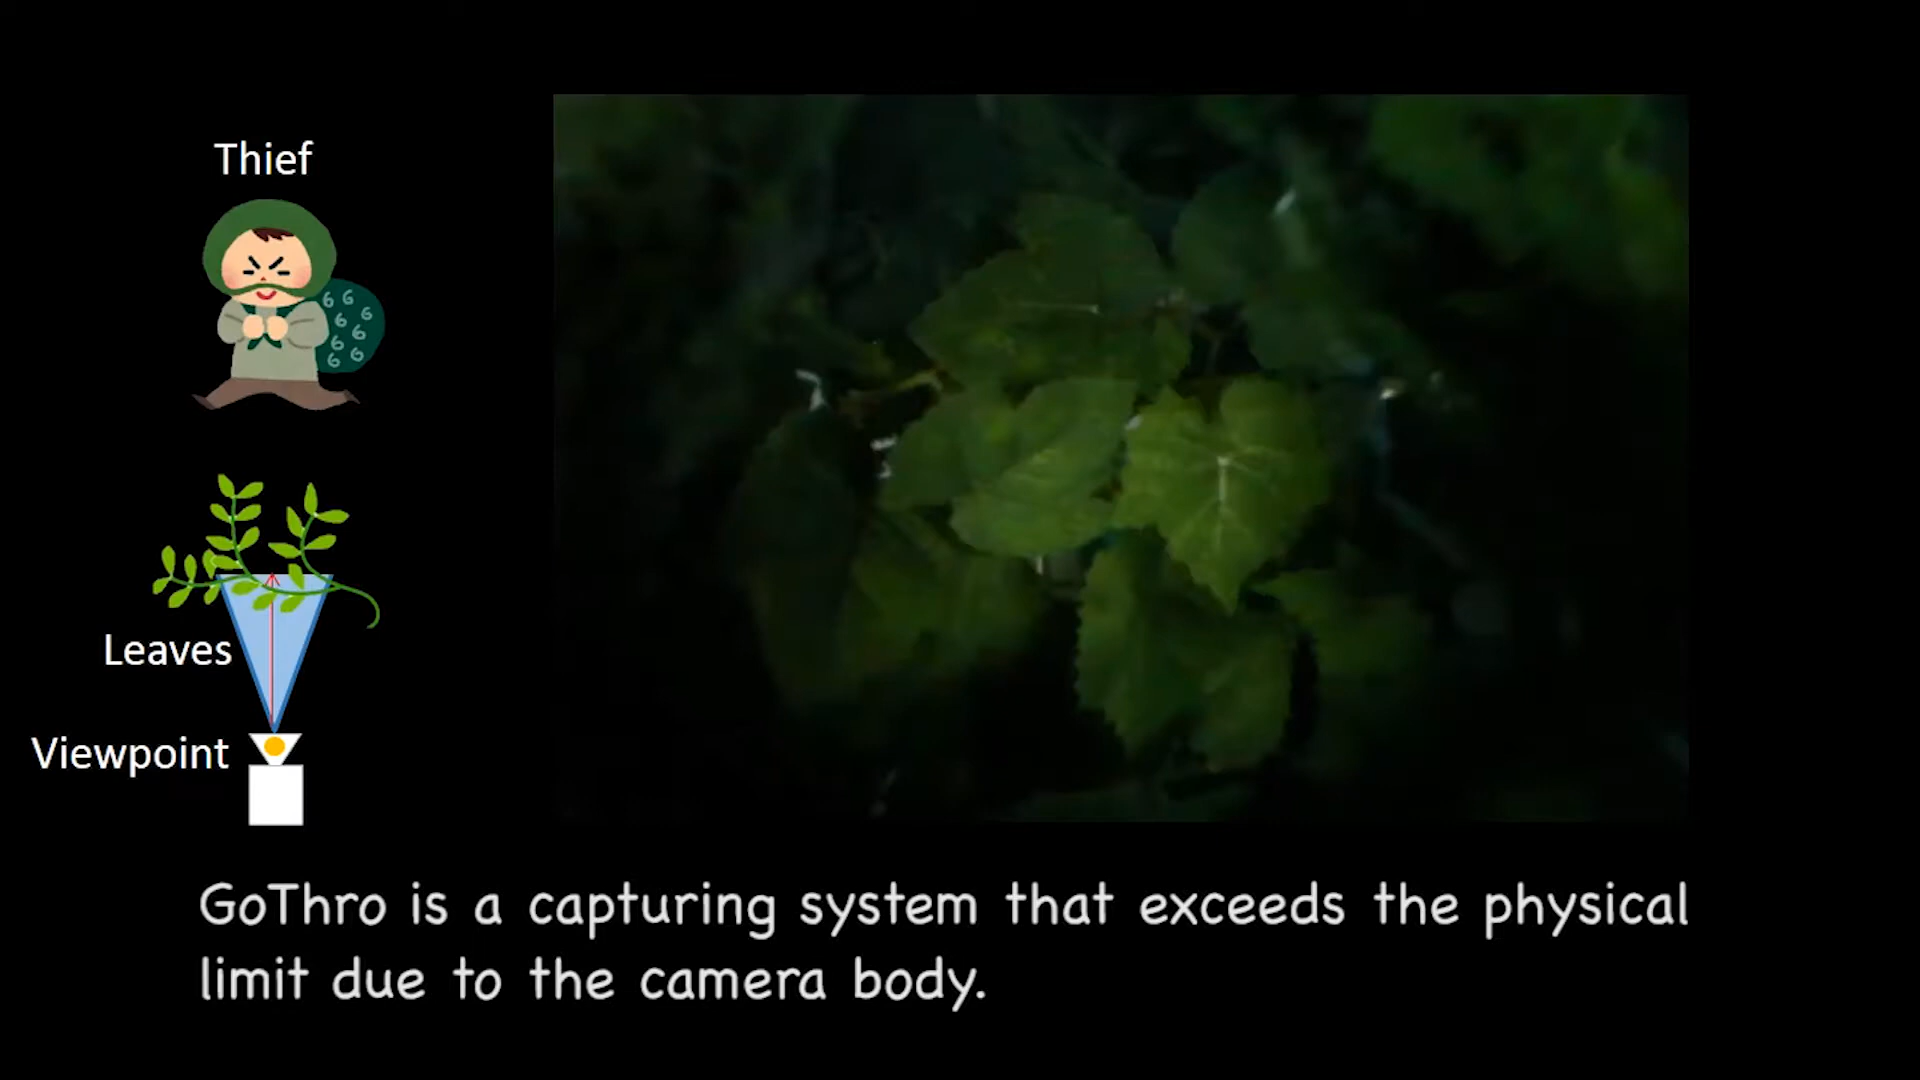 Thief
Leaves
Viewpoint
GoThro is a capturing system that exceeds the physical
limit due to the camera body.